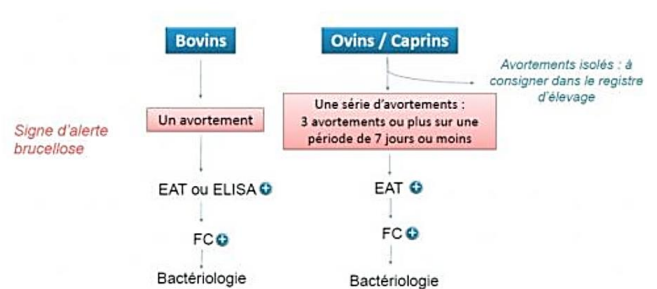 Bovins
Ovins / Caprins
Avortements isolés : à
consigner dans le registre
d'élevage
Signe d'alerte
brucellose
Un avortement
Une série d'avortements :
3 avortements ou plus sur une
période de 7 jours ou moins
EAT ou ELISA +
EAT +
FC +
FC +
Bactériologie
Bactériologie